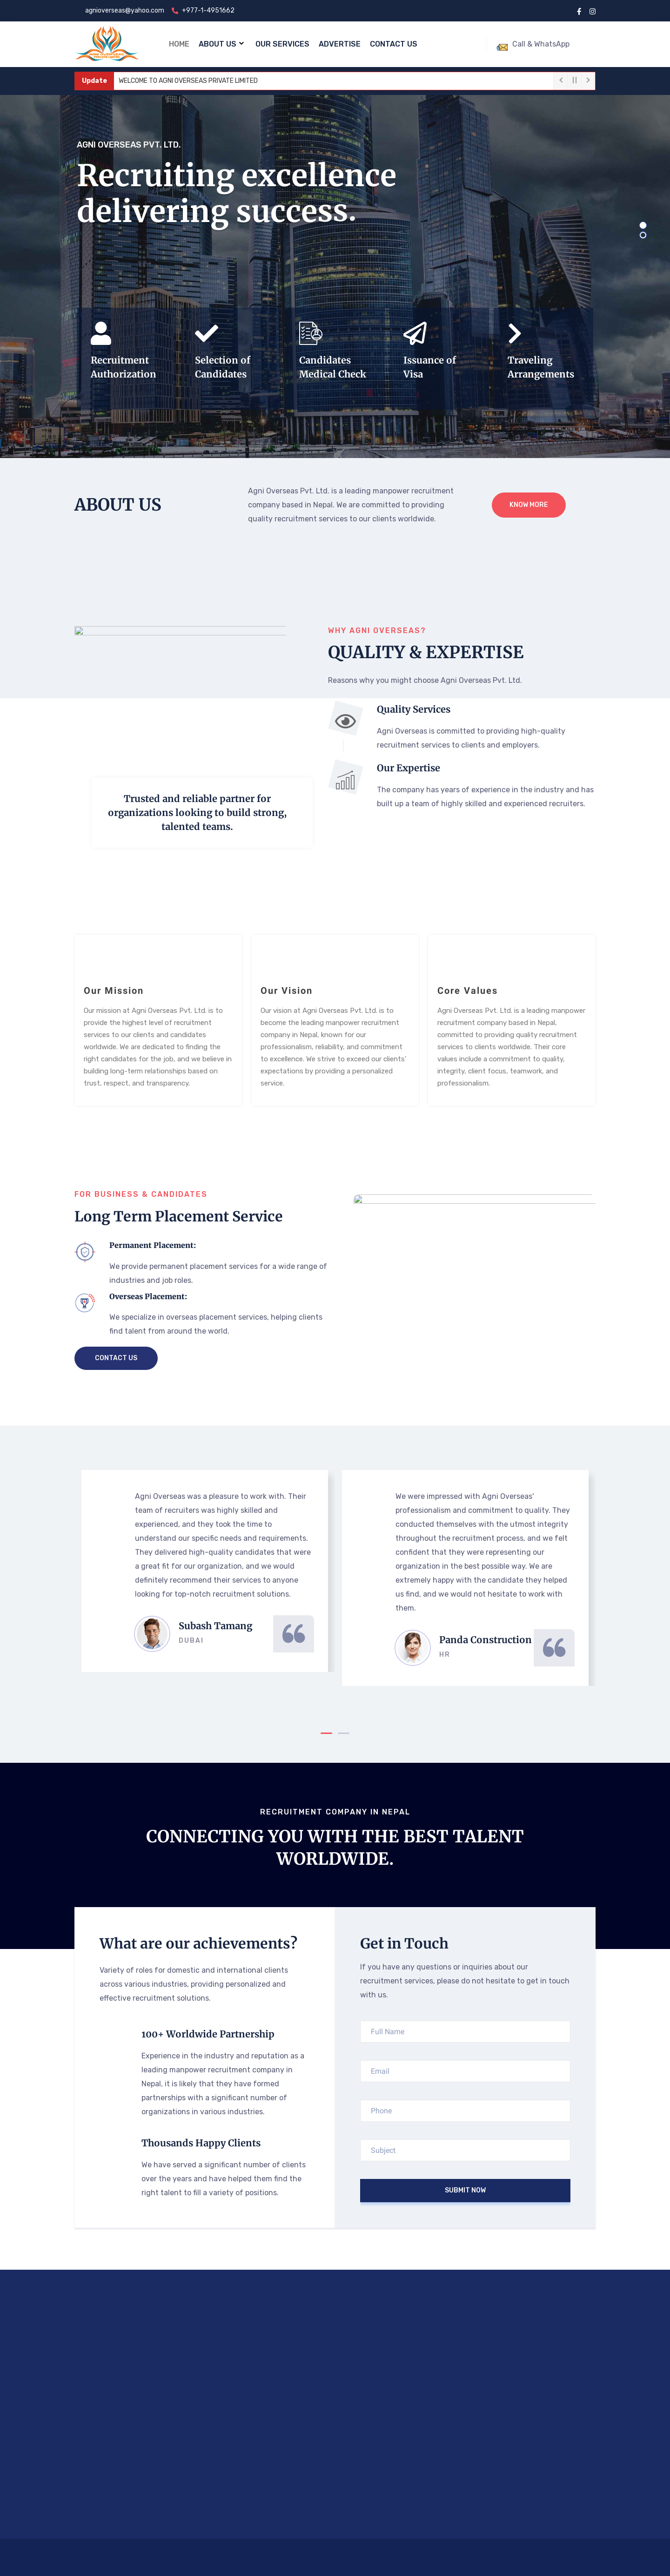 agnioverseas@yahoo.com +977-1-4951662
HOME ABOUT US OUR SERVICES ADVERTISE CONTACT US Call & WhatsApp
Update WELCOME TO AGNI OVERSEAS PRIVATE LIMITED
AGNI OVERSEAS PVT. LTD.
Recruiting excellence
delivering success.
Recruitment
Authorization
Selection of
Candidates
Candidates
Medical Check
Issuance of
Visa
Traveling
Arrangements
ABOUT US
Agni Overseas Pvt. Ltd. is a leading manpower recruitment
company based in Nepal. We are committed to providing
quality recruitment services to our clients worldwide.
KNOW MORE
WHY AGNI OVERSEAS?
QUALITY & EXPERTISE
Reasons why you might choose Agni Overseas Pvt. Ltd.
Quality Services
Agni Overseas is committed to providing high-quality
recruitment services to clients and employers.
Our Expertise
The company has years of experience in the industry and has
built up a team of highly skilled and experienced recruiters.
Trusted and reliable partner for
organizations looking to build strong,
talented teams.
Our Mission
Our mission at Agni Overseas Pvt. Ltd. is to
provide the highest level of recruitment
services to our clients and candidates
worldwide. We are dedicated to finding the
right candidates for the job, and we believe in
building long-term relationships based on
trust, respect, and transparency.
Our Vision
Our vision at Agni Overseas Pvt. Ltd. is to
become the leading manpower recruitment
company in Nepal, known for our
professionalism, reliability, and commitment
to excellence. We strive to exceed our clients'
expectations by providing a personalized
service.
Core Values
Agni Overseas Pvt. Ltd. is a leading manpower
recruitment company based in Nepal,
committed to providing quality recruitment
services to clients worldwide. Their core
values include a commitment to quality,
integrity, client focus, teamwork, and
professionalism.
FOR BUSINESS & CANDIDATES
Long Term Placement Service
Permanent Placement:
We provide permanent placement services for a wide range of
industries and job roles.
Overseas Placement:
We specialize in overseas placement services, helping clients
find talent from around the world.
CONTACT US
Agni Overseas was a pleasure to work with. Their
team of recruiters was highly skilled and
experienced, and they took the time to
understand our specific needs and requirements.
They delivered high-quality candidates that were
a great fit for our organization, and we would
definitely recommend their services to anyone
looking for top-notch recruitment solutions.
Subash Tamang
DUBAI
We were impressed with Agni Overseas'
professionalism and commitment to quality. They
conducted themselves with the utmost integrity
throughout the recruitment process, and we felt
confident that they were representing our
organization in the best possible way. We are
extremely happy with the candidate they helped
us find, and we would not hesitate to work with
them.
Panda Construction
HR
RECRUITMENT COMPANY IN NEPAL
CONNECTING YOU WITH THE BEST TALENT
WORLDWIDE.
What are our achievements?
Variety of roles for domestic and international clients
across various industries, providing personalized and
effective recruitment solutions.
100+ Worldwide Partnership
Experience in the industry and reputation as a
leading manpower recruitment company in
Nepal, it is likely that they have formed
partnerships with a significant number of
organizations in various industries.
Thousands Happy Clients
We have served a significant number of clients
over the years and have helped them find the
right talent to fill a variety of positions.
Get in Touch
If you have any questions or inquiries about our
recruitment services, please do not hesitate to get in touch
with us.
Full Name
Email
Phone
Subject
SUBMIT NOW